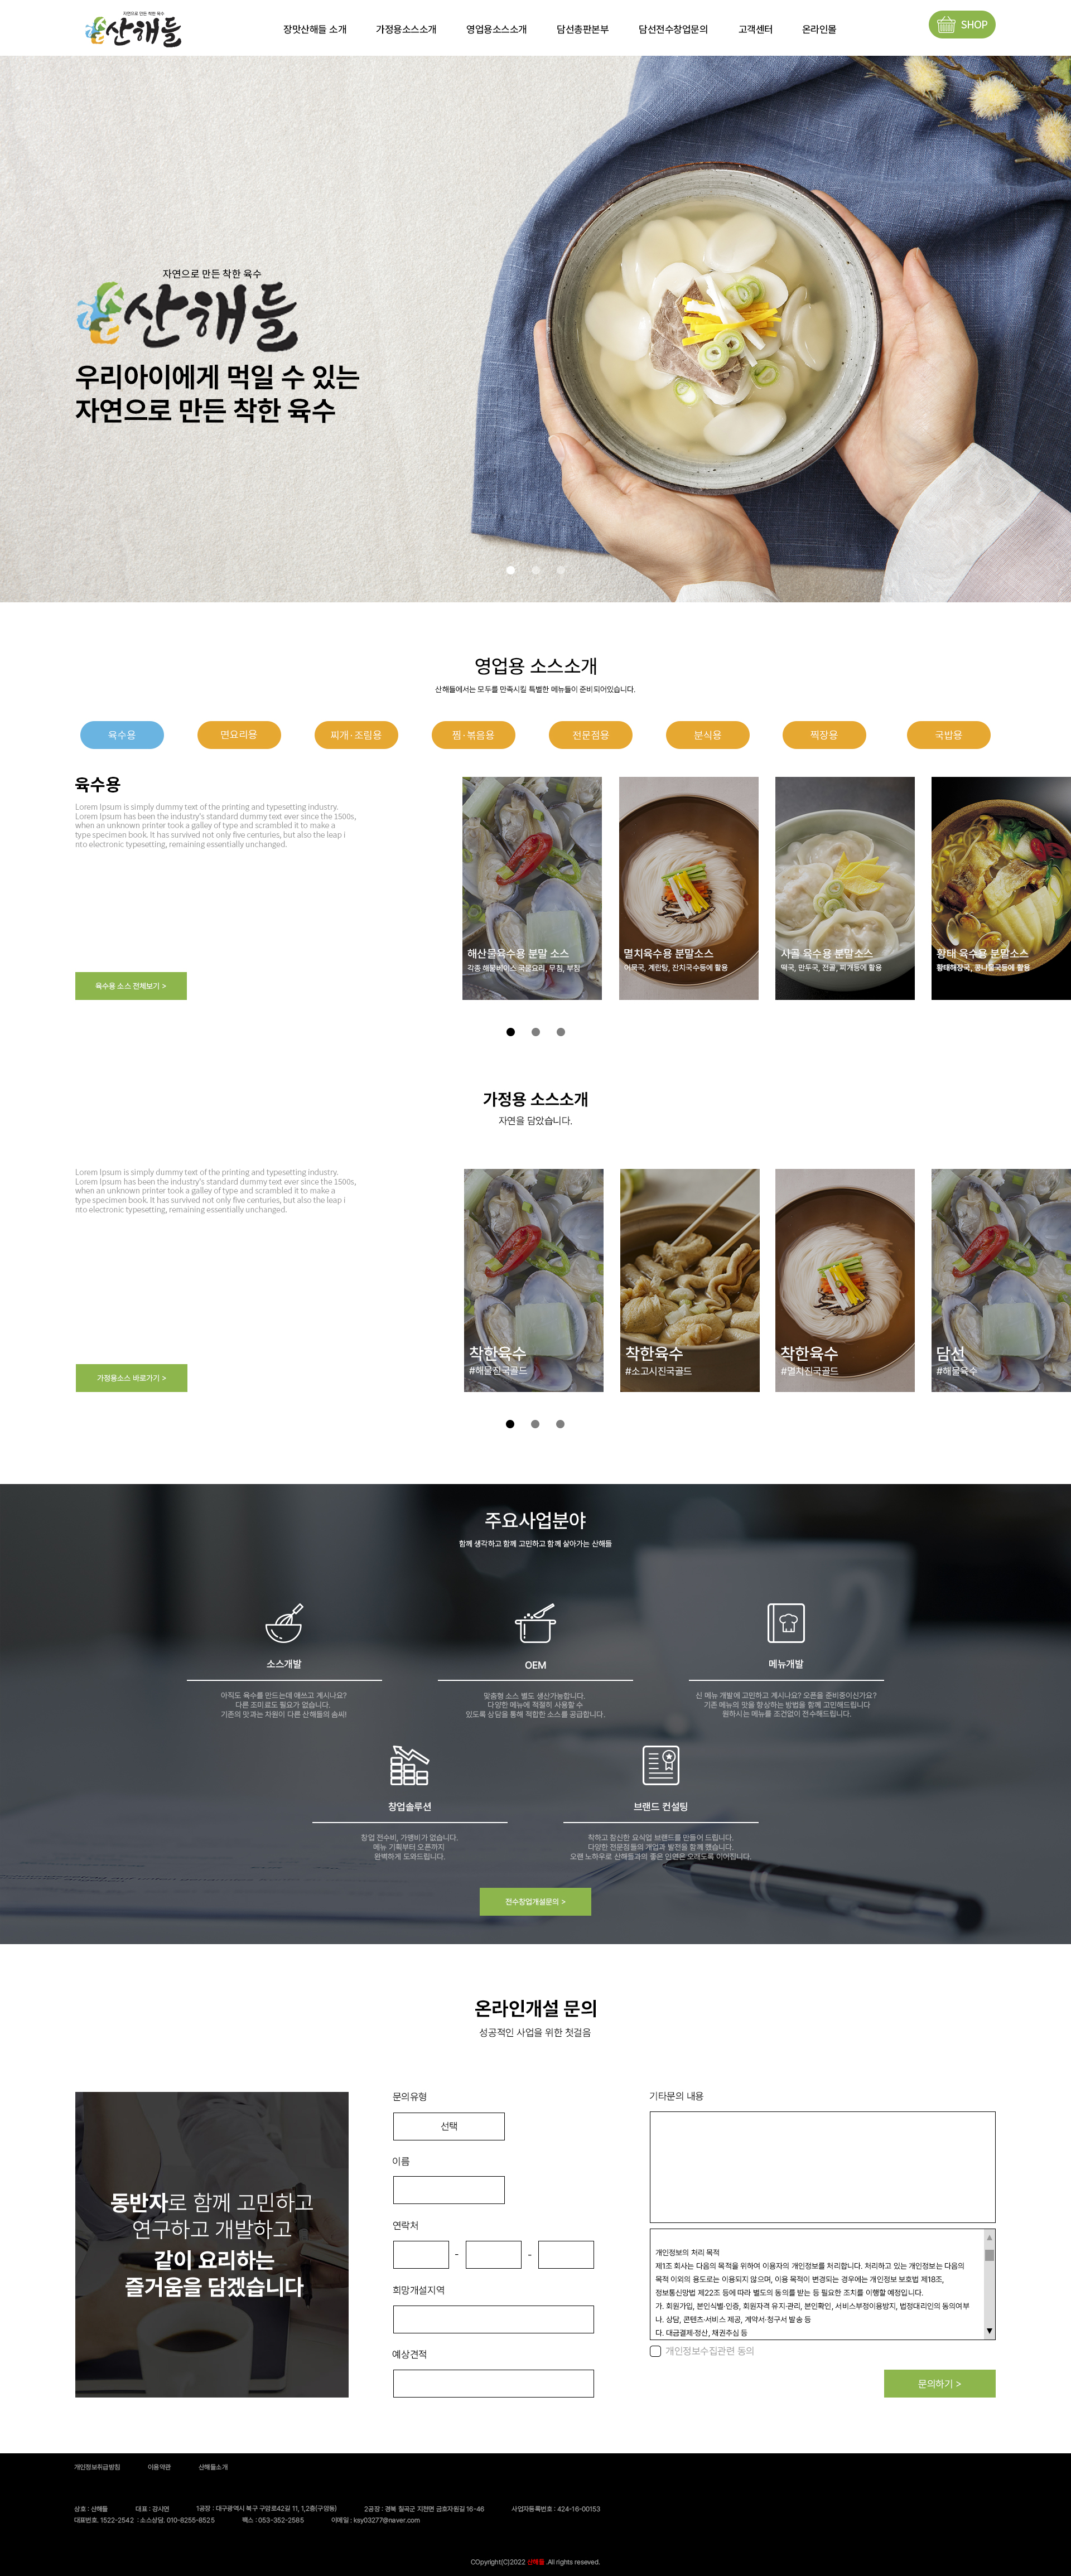 자연으로 만든 착한 육수
산해들
장맛산해들 소개
가정용소스소개
영업용소스소개
담선총판본부
담선전수창업문의
고객센터
온라인몰
SHOP
자연으로 만든 착한 육수
산해들
우리아이에게 먹일 수 있는
자연으로 만든 착한 육수
영업용 소스소개
산해들에서는 모두를 만족시킬 특별한 메뉴들이 준비되어있습니다.
육수용
면요리용
찌개·조림용
찜·볶음용
전문점용
분식용
찍장용
국밥용
육수용
Lorem Ipsum is simply dummy text of the printing and typesetting industry.
Lorem Ipsum has been the industry's standard dummy text ever since the 1500s,
when an unknown printer took a galley of type and scrambled it to make a
type specimen book. It has survived not only five centuries, but also the leap i
nto electronic typesetting, remaining essentially unchanged.
육수용 소스 전체보기 >
해산물육수용 분말 소스
각종 해물베이스 국물요리, 무침, 부침
멸치육수용 분말소스
어묵국, 계란탕, 잔치국수등에 활용
사골 육수용 분말소스
떡국, 만두국, 전골, 찌개등에 활용
황태 육수용 분말소스
황태해장국, 콩나물국등에 활용
가정용 소스소개
자연을 담았습니다.
Lorem Ipsum is simply dummy text of the printing and typesetting industry.
Lorem Ipsum has been the industry's standard dummy text ever since the 1500s,
when an unknown printer took a galley of type and scrambled it to make a
type specimen book. It has survived not only five centuries, but also the leap i
nto electronic typesetting, remaining essentially unchanged.
가정용소스 바로가기 >
착한육수
#해물진국골드
착한육수
#소고시진국골드
착한육수
#멸치진국골드
담선
#해물육수
주요사업분야
함께 생각하고 함께 고민하고 함께 살아가는 산해들
소스개발
아직도 육수를 만드는데 애쓰고 계시나요?
다른 조미료도 필요가 없습니다.
기존의 맛과는 차원이 다른 산해들의 솜씨!
OEM
맞춤형 소스 별도 생산가능합니다.
다양한 메뉴에 적절히 사용할 수
있도록 상담을 통해 적합한 소스를 공급합니다.
메뉴개발
신 메뉴 개발에 고민하고 계시나요? 오픈을 준비중이신가요?
기존 메뉴의 맛을 향상하는 방법을 함께 고민해드립니다
원하시는 메뉴를 조건없이 전수해드립니다.
창업솔루션
창업 전수비, 가맹비가 없습니다.
메뉴 기획부터 오픈까지
완벽하게 도와드립니다.
브랜드 컨설팅
착하고 참신한 요식업 브랜드를 만들어 드립니다.
다양한 전문점들의 개업과 발전을 함께 했습니다.
오랜 노하우로 산해들과의 좋은 인연은 오래도록 이어집니다.
전수창업개설문의 >
온라인개설 문의
성공적인 사업을 위한 첫걸음
동반자로 함께 고민하고
연구하고 개발하고
같이 요리하는
즐거움을 담겠습니다
문의유형
선택
이름
연락처
- -
희망개설지역
예상견적
기타문의 내용
개인정보의 처리 목적
제1조 회사는 다음의 목적을 위하여 이용자의 개인정보를 처리합니다. 처리하고 있는 개인정보는 다음의
목적 이외의 용도로는 이용되지 않으며, 이용 목적이 변경되는 경우에는 개인정보 보호법 제18조,
정보통신망법 제22조 등에 따라 별도의 동의를 받는 등 필요한 조치를 이행할 예정입니다.
가. 회원가입, 본인식별·인증, 회원자격 유지·관리, 본인확인, 서비스부정이용방지, 법정대리인의 동의여부
나. 상담, 콘텐츠·서비스 제공, 계약서·청구서 발송 등
다. 대금결제·정산, 채권추심 등
개인정보수집관련 동의
문의하기 >
개인정보취급방침
이용약관
산해들소개
상호 : 산해들
대표 : 강시연
1공장 : 대구광역시 북구 구암로42길 11, 1,2층(구암동)
2공장 : 경북 칠곡군 지천면 금호자원길 16-46
사업자등록번호 : 424-16-00153
대표번호. 1522-2542 : 소스상담. 010-8255-8525
팩스 : 053-352-2585
이메일 : ksy03277@naver.com
COpyright(C)2022 산해들 .All rights reseved.